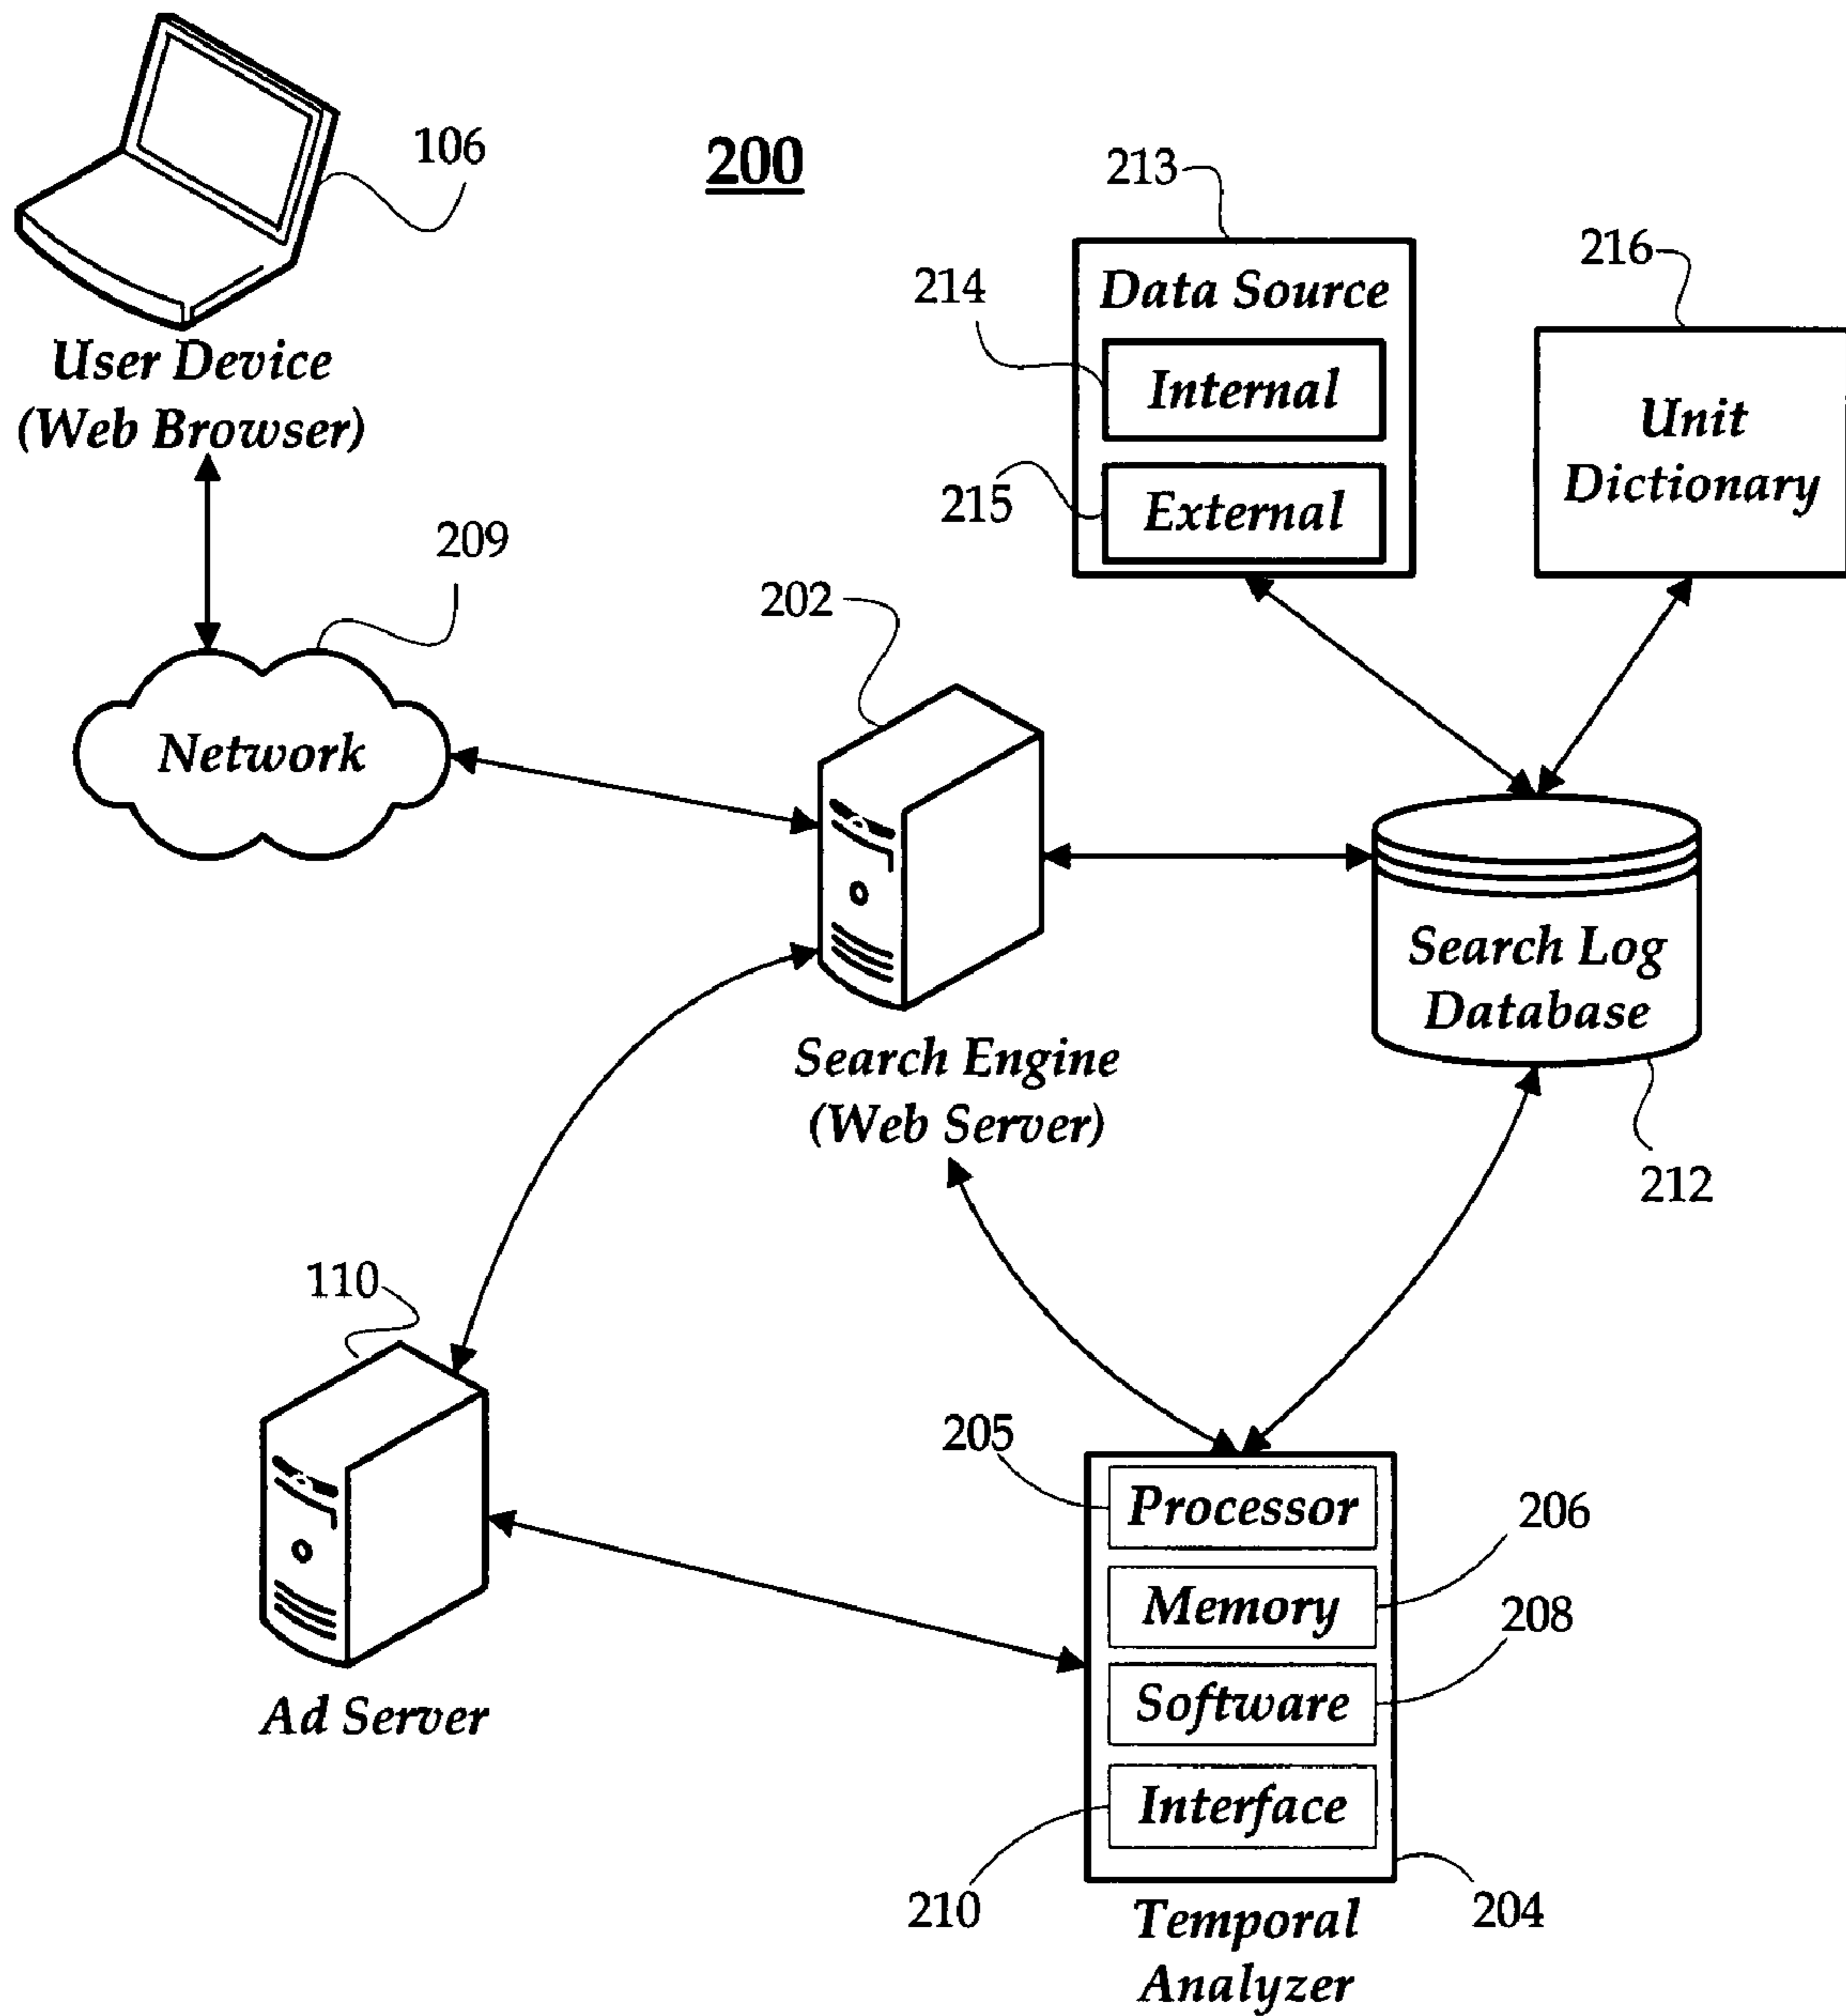 200
106
User Device
(Web Browser)
213
Data Source
214
Internal
215
External
216
Unit
Dictionary
209
Network
202
Search Engine
(Web Server)
Search Log
Database
212
110
Ad Server
205
Processor
206
Memory
208
Software
210
Interface
204
Temporal
Analyzer